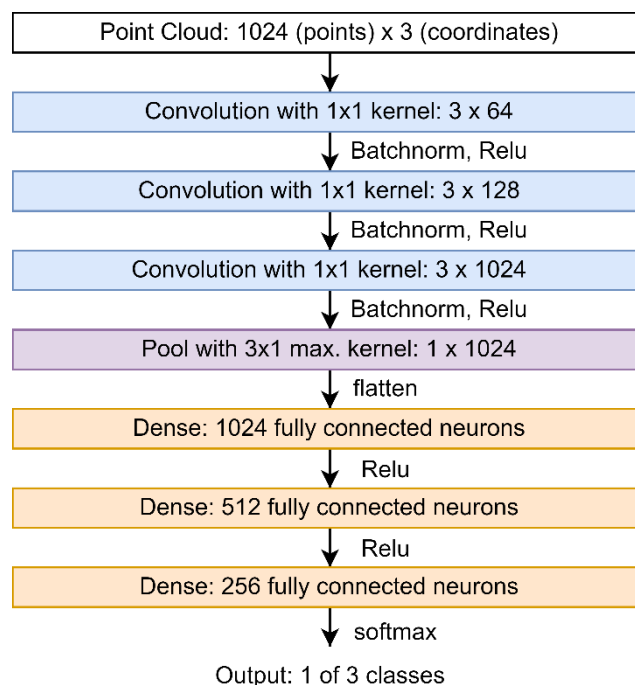 Point Cloud: 1024 (points) x 3 (coordinates)
Convolution with 1x1 kernel: 3 x 64
Batchnorm, Relu
Convolution with 1x1 kernel: 3 x 128
Batchnorm, Relu
Convolution with 1x1 kernel: 3 x 1024
Batchnorm, Relu
Pool with 3x1 max. kernel: 1 x 1024
flatten
Dense: 1024 fully connected neurons
Relu
Dense: 512 fully connected neurons
Relu
Dense: 256 fully connected neurons
softmax
Output: 1 of 3 classes